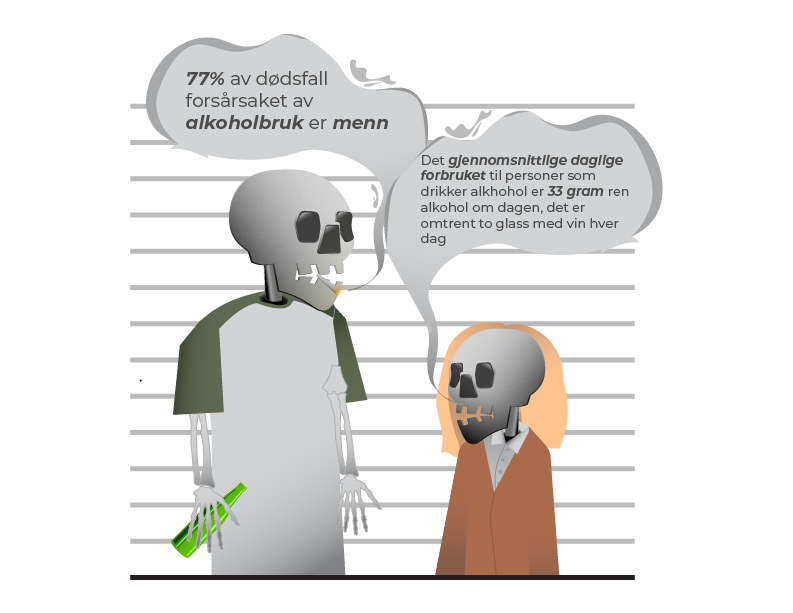 77% av dødsfall
forsårsaket av
alkoholbruk er menn
Det gjennomsnittlige daglige
forbruket til personer som
drikker alkhohol er 33 gram ren
alkohol om dagen, det er
omtrent to glass med vin hver
dag